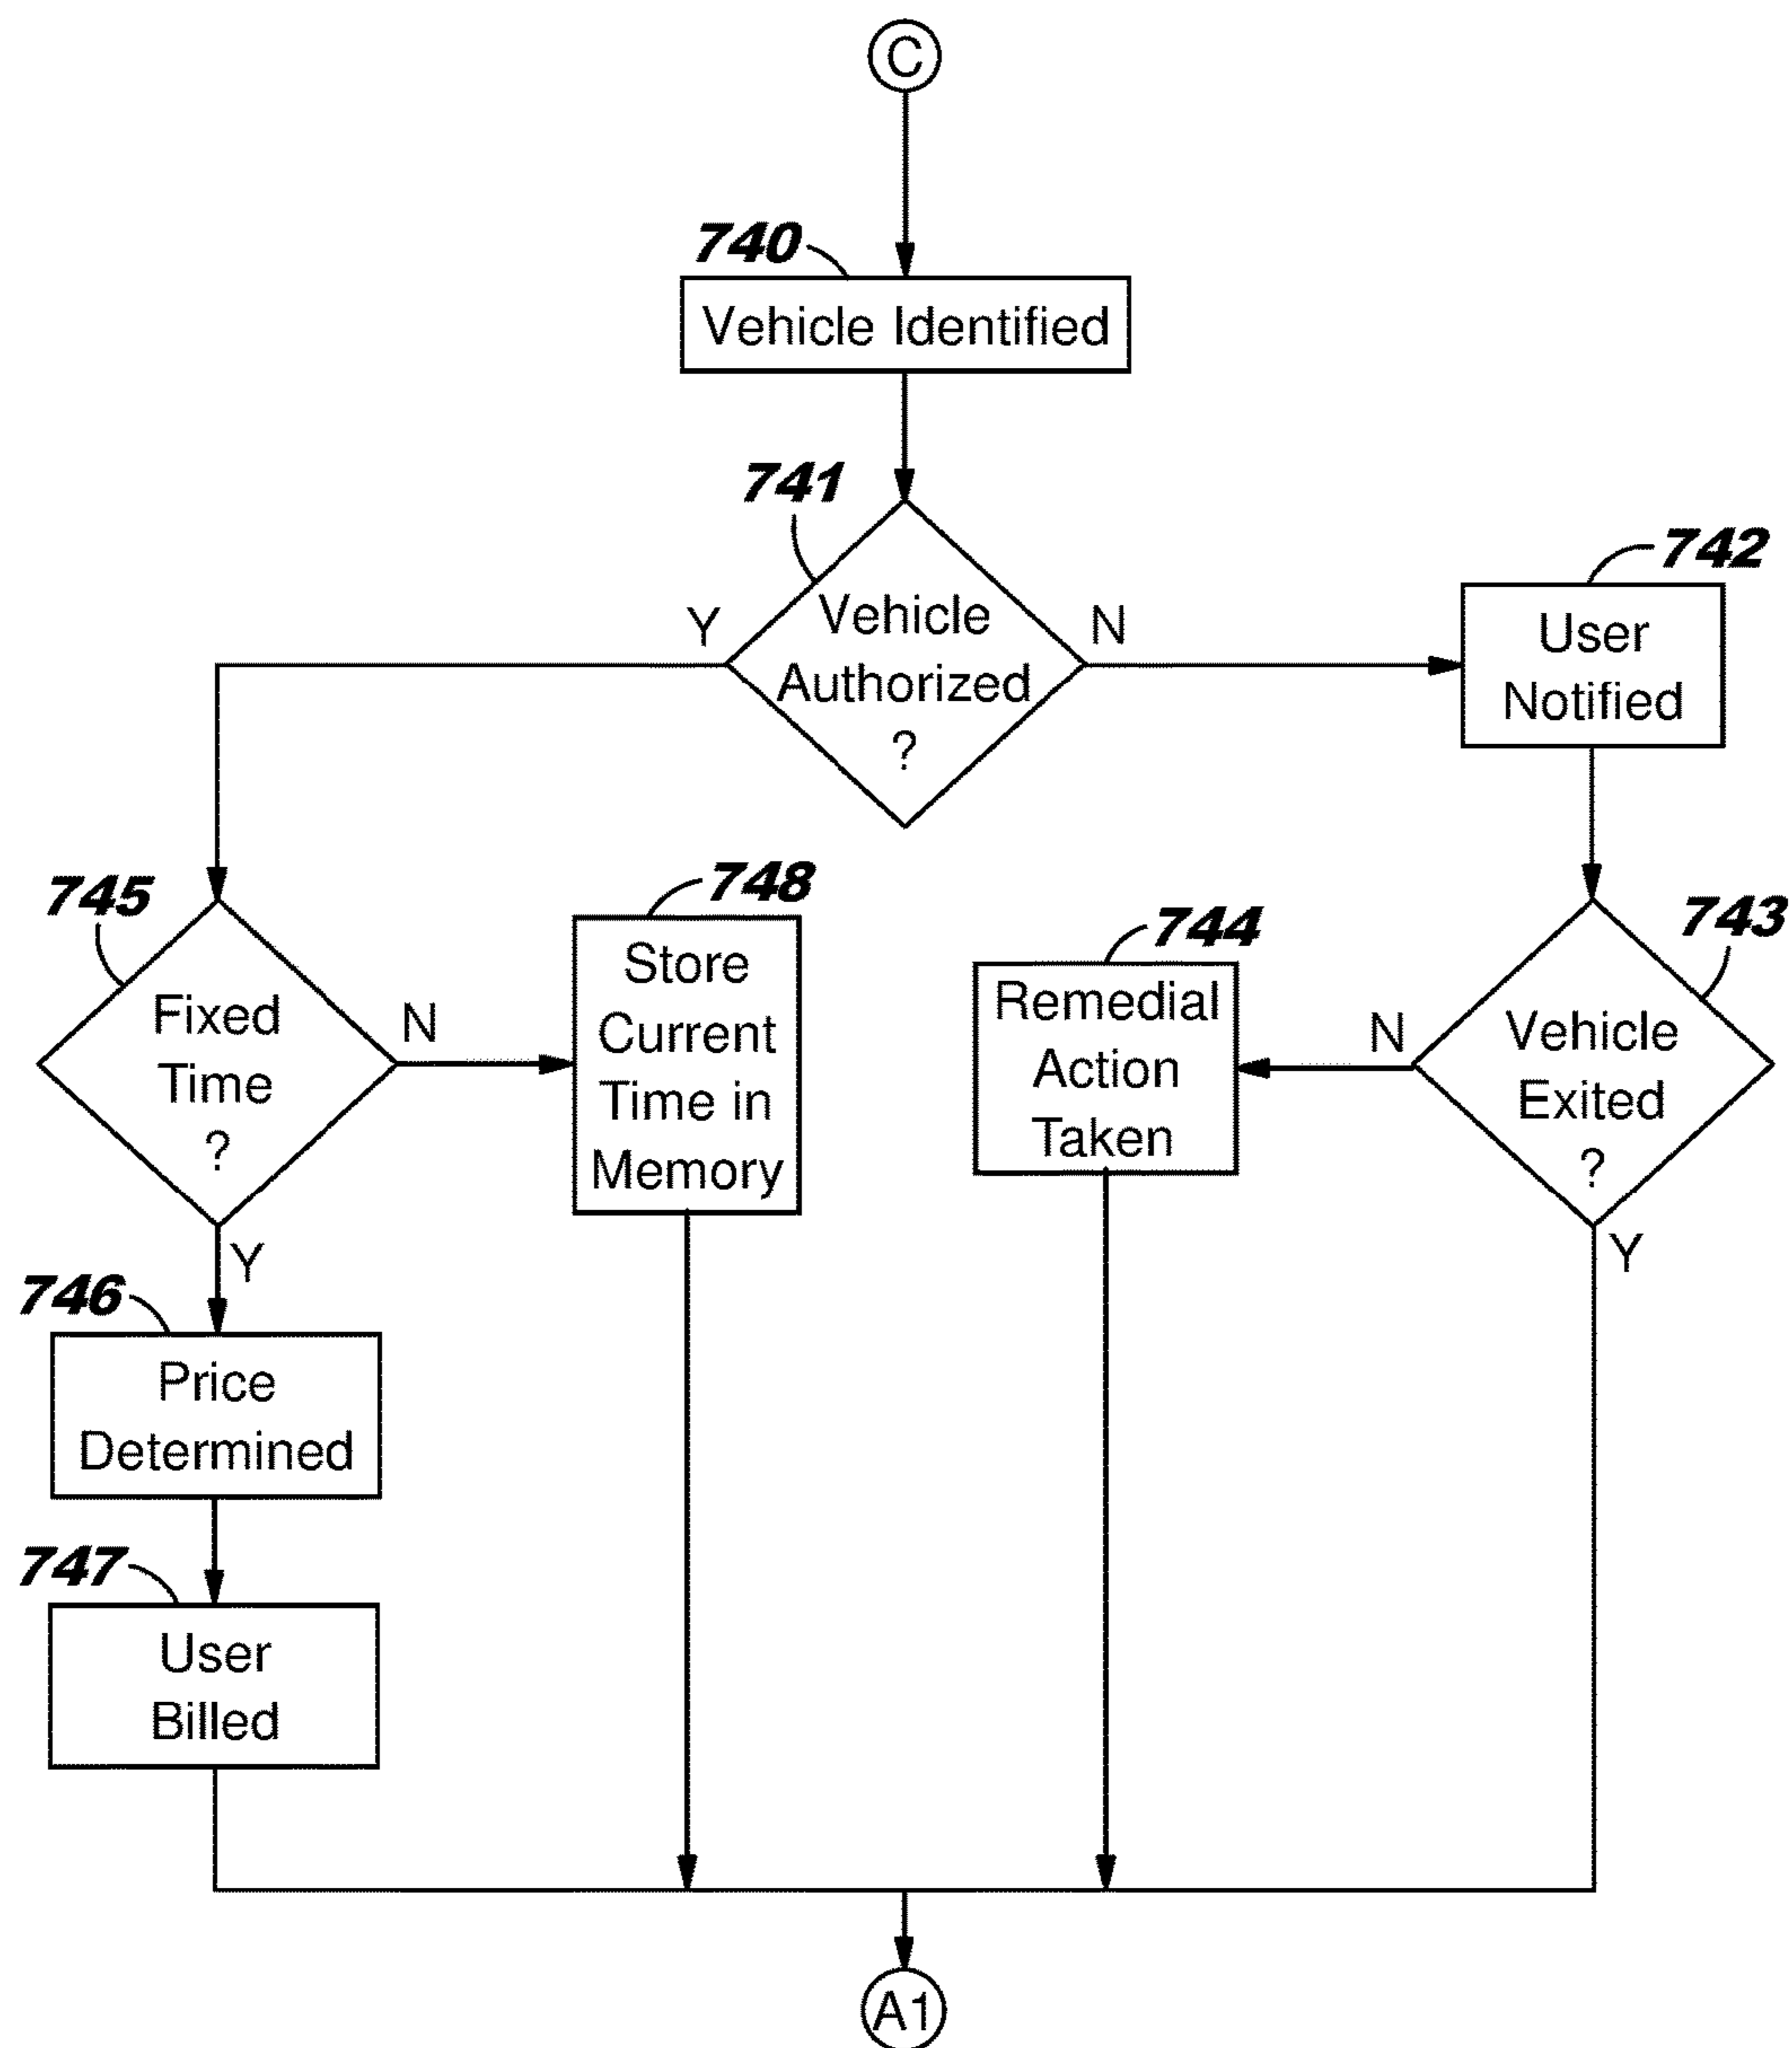 C
740
Vehicle Identified
741
Vehicle
Authorized
?
Y
N
742
User
Notified
745
Fixed
Time
?
N
Y
748
Store
Current
Time in
Memory
744
Remedial
Action
Taken
743
Vehicle
Exited
?
N
Y
746
Price
Determined
747
User
Billed
A1